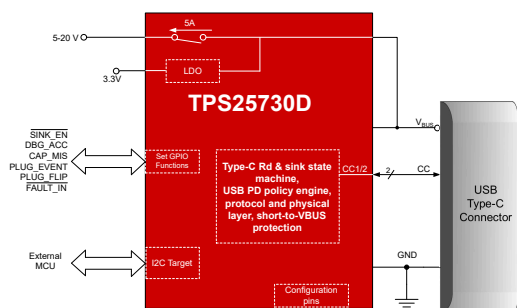 5A
5-20 V
LDO
3.3V
TPS25730D
VBUS
SINK_EN
DBG_ACC
CAP_MIS
PLUG_EVENT
PLUG_FLIP
FAULT_IN
Set GPIO
Functions
Type-C Rd & sink state
machine,
USB PD policy engine,
protocol and physical
layer, short-to-VBUS
protection
CC1/2
2
CC
USB
Type-C
Connector
External
MCU
I2C Target
GND
Configuration
pins